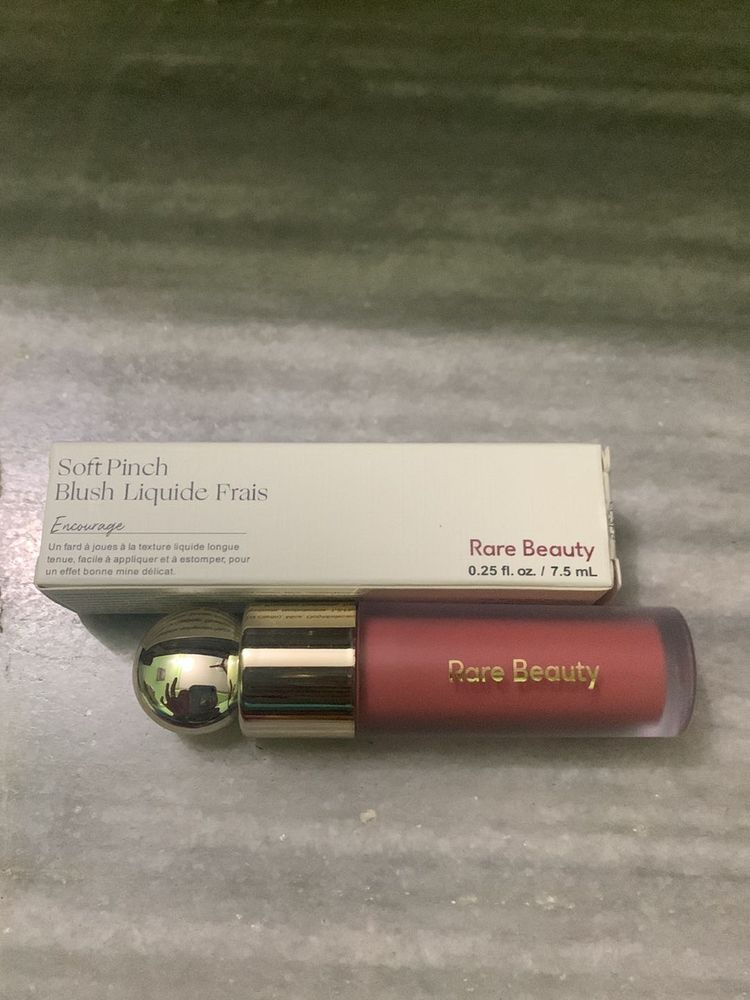 Soft Pinch
Blush Liquide Frais
Encourage
Un fard à joues à la texture liquide longue
tenue, facile à appliquer et à estomper, pour
un effet bonne mine délicat.
Rare Beauty
0.25 fl. oz. / 7.5 mL
Rare Beauty